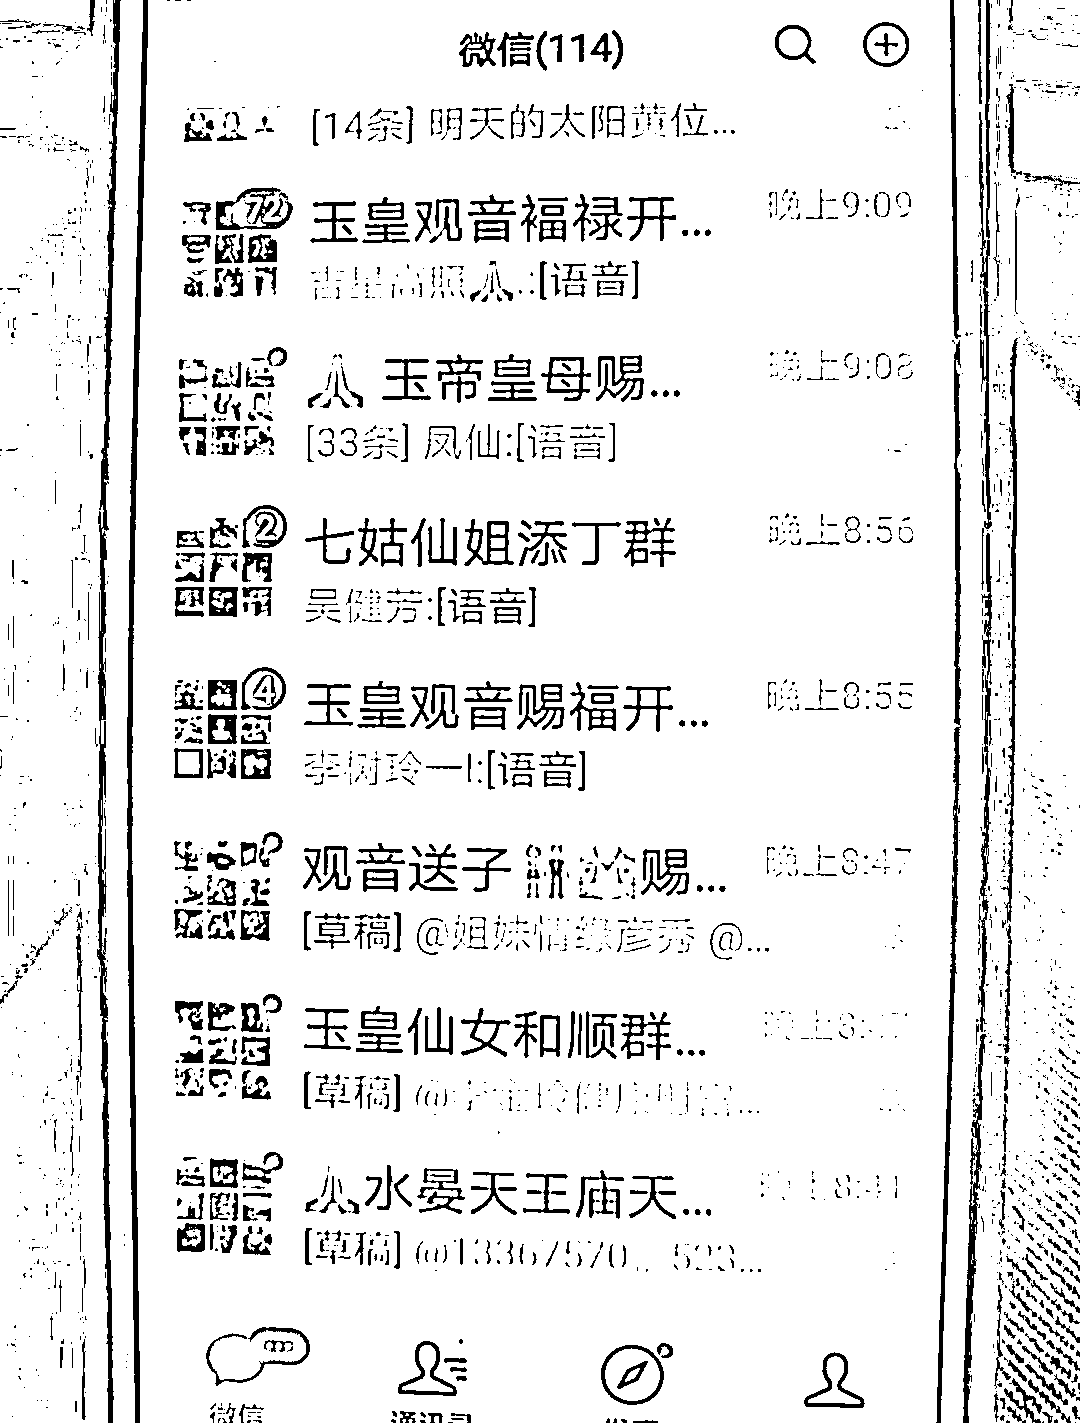 微信(114)
[14条] 明天的太阳黄位...
72
玉皇观音福禄开...
晚上9:09
吉星高照🙏.:[语音]
🙏 玉帝皇母赐...
晚上9:08
[33条] 凤仙:[语音]
2
七姑仙姐添丁群
晚上8:56
吴健芳:[语音]
4
玉皇观音赐福开...
晚上8:55
李树玲一l:[语音]
观音送子 赐...
晚上8:47
[草稿] @姐妹情缘彦秀 @...
玉皇仙女和顺群...
[草稿] @
🙏水晏天王庙天...
晚上8:41
[草稿] @13367570 523...
微信
通讯录
发现